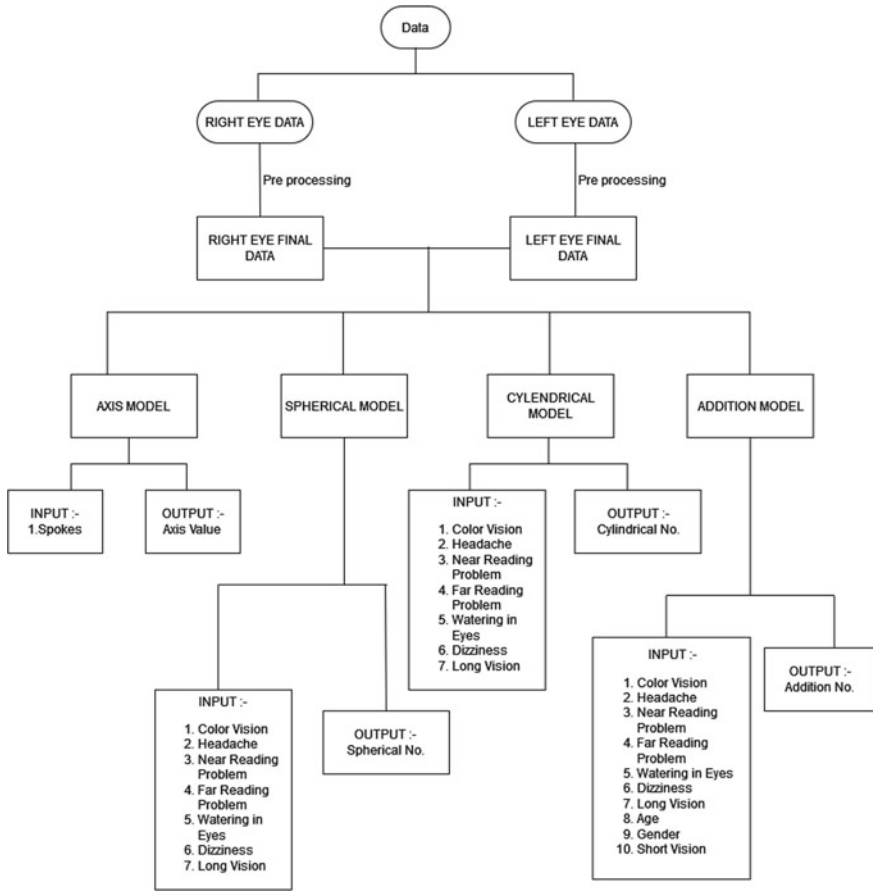 Data
RIGHT EYE DATA
LEFT EYE DATA
Pre processing
Pre processing
RIGHT EYE FINAL
DATA
LEFT EYE FINAL
DATA
AXIS MODEL
SPHERICAL MODEL
CYLENDRICAL
MODEL
ADDITION MODEL
INPUT :-
1.Spokes
OUTPUT :-
Axis Value
INPUT :-
1. Color Vision
2. Headache
3. Near Reading
Problem
4. Far Reading
Problem
5. Watering in
Eyes
6. Dizziness
7. Long Vision
OUTPUT :-
Spherical No.
INPUT :-
1. Color Vision
2. Headache
3. Near Reading
Problem
4. Far Reading
Problem
5. Watering in
Eyes
6. Dizziness
7. Long Vision
OUTPUT :-
Cylindrical No.
INPUT :-
1. Color Vision
2. Headache
3. Near Reading
Problem
4. Far Reading
Problem
5. Watering in Eyes
6. Dizziness
7. Long Vision
8. Age
9. Gender
10. Short Vision
OUTPUT :-
Addition No.